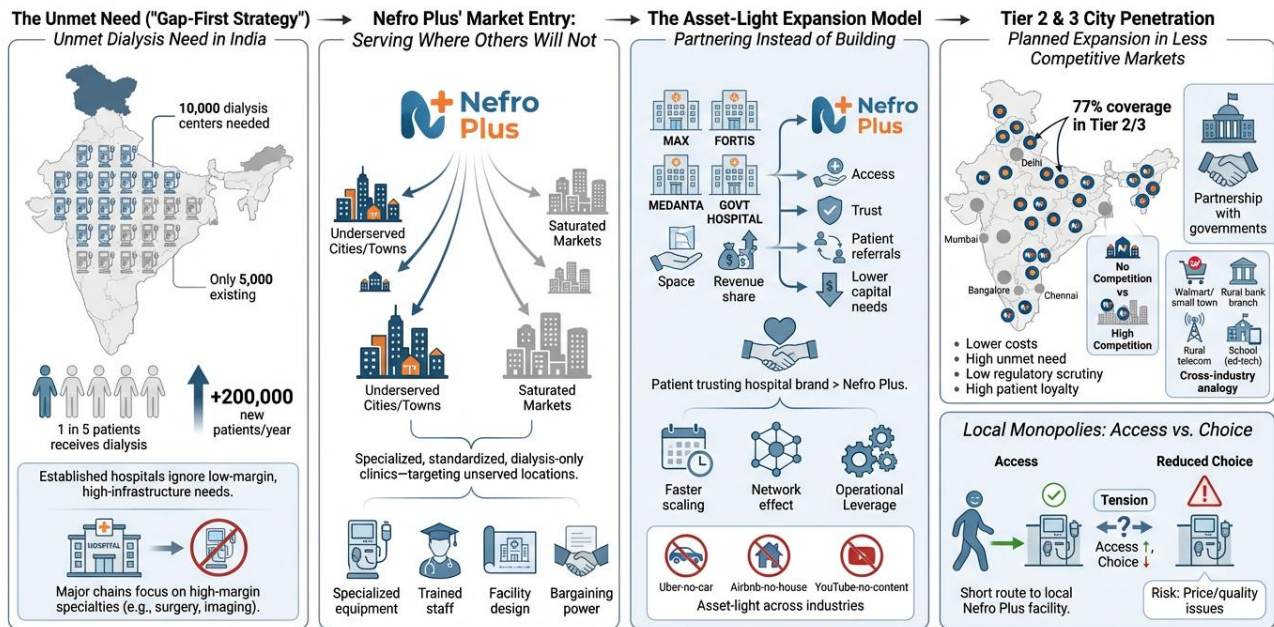 The Unmet Need ("Gap-First Strategy")
Unmet Dialysis Need in India
10,000 dialysis
centers needed
Only 5,000
existing
1 in 5 patients
receives dialysis
+200,000
new
patients/year
Established hospitals ignore low-margin,
high-infrastructure needs.
HOSPITAL
Major chains focus on high-margin
specialties (e.g., surgery, imaging).
Nefro Plus' Market Entry:
Serving Where Others Will Not
Nefro
Plus
Underserved
Cities/Towns
Saturated
Markets
Underserved
Cities/Towns
Saturated
Markets
Specialized, standardized, dialysis-only
clinics—targeting unserved locations.
Specialized
equipment
Trained
staff
Facility
design
Bargaining
power
The Asset-Light Expansion Model
Partnering Instead of Building
MAX
FORTIS
MEDANTA
GOVT
HOSPITAL
Space
Revenue
share
Nefro
Plus
Access
Trust
Patient
referrals
Lower
capital
needs
Patient trusting hospital brand > Nefro Plus.
Faster
scaling
Network
effect
Operational
Leverage
Uber-no-car
Airbnb-no-house
YouTube-no-content
Asset-light across industries
Tier 2 & 3 City Penetration
Planned Expansion in Less
Competitive Markets
77% coverage
in Tier 2/3
Delhi
Mumbai
Bangalore
Chennai
• Lower costs
• High unmet need
• Low regulatory scrutiny
• High patient loyalty
No
Competition
vs
High
Competition
Partnership
with
governments
Walmart/
small town
Rural bank
branch
Rural
telecom
School
(ed-tech)
Cross-industry
analogy
Local Monopolies: Access vs. Choice
Access
Reduced Choice
Tension
?
Access ↑,
Choice ↓
Short route to local
Nefro Plus facility.
Risk: Price/quality
issues